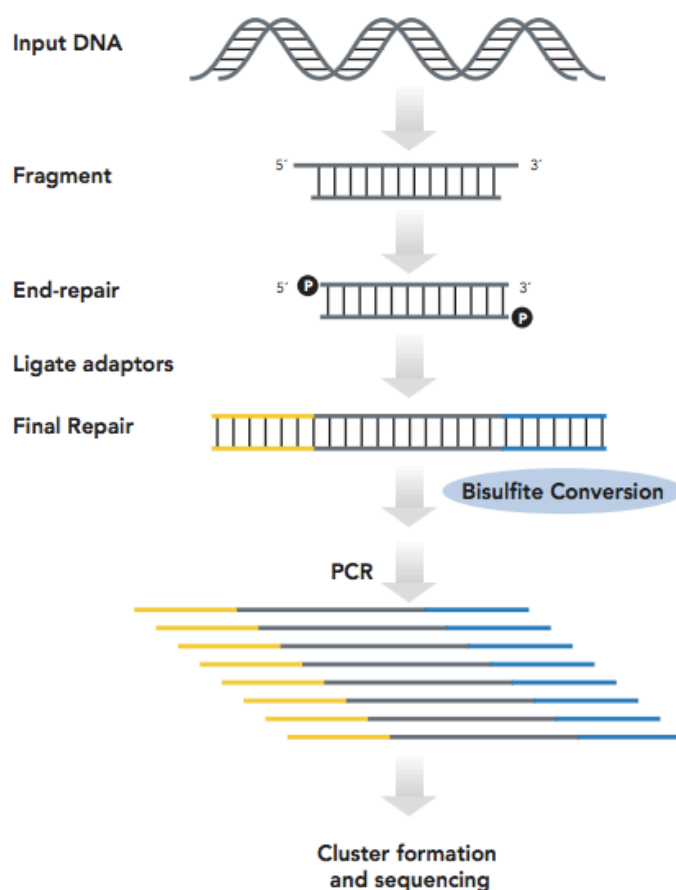 Input DNA
Fragment
5´ 3´
End-repair
5´ P 3´
P
Ligate adaptors
Final Repair
Bisulfite Conversion
PCR
Cluster formation
and sequencing